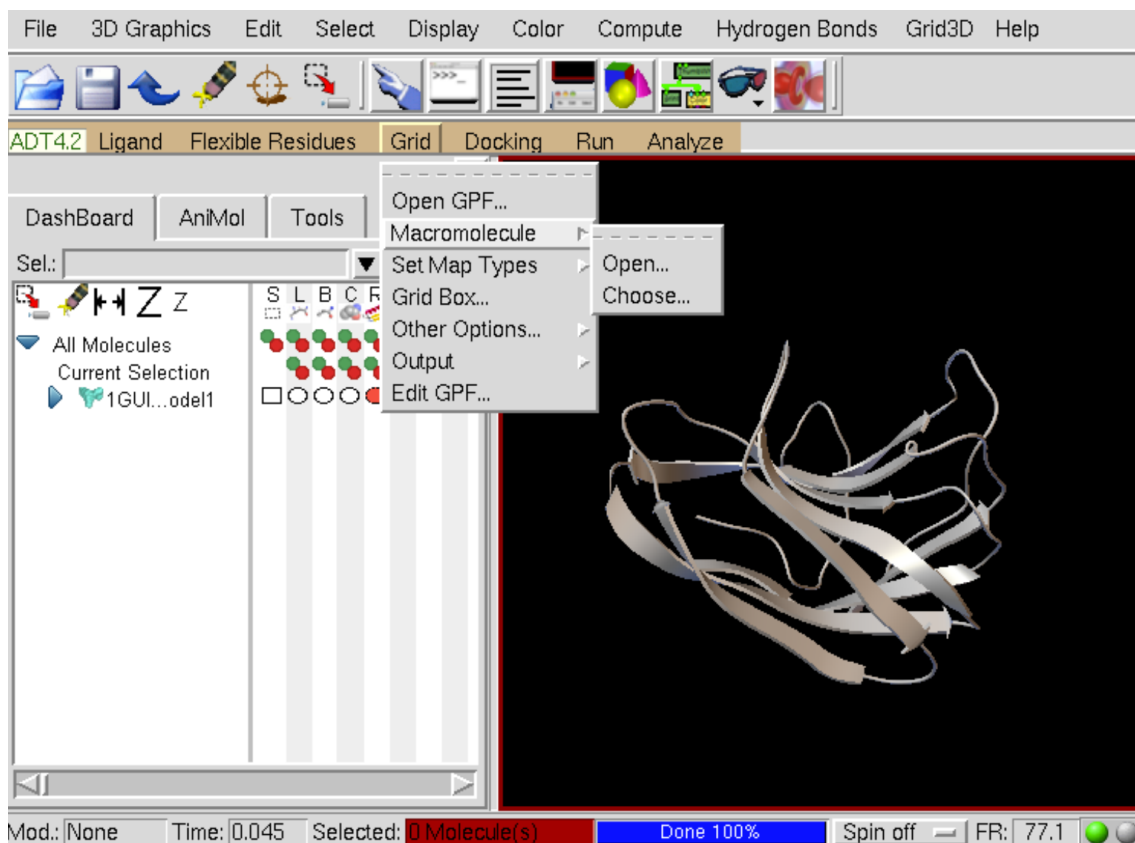 File 3D Graphics Edit Select Display Color Compute Hydrogen Bonds Grid3D Help
>>>_
ADT4.2 Ligand Flexible Residues Grid Docking Run Analyze
Open GPF...
DashBoard AniMol Tools
Macromolecule
Sel.:
Set Map Types
Open...
Grid Box...
Choose...
Z Z
S L B C R
Other Options...
All Molecules
Output
Current Selection
1GUI...odel1
Edit GPF...
Mod.: None Time: 0.045 Selected: 0 Molecule(s) Done 100% Spin off FR: 77.1